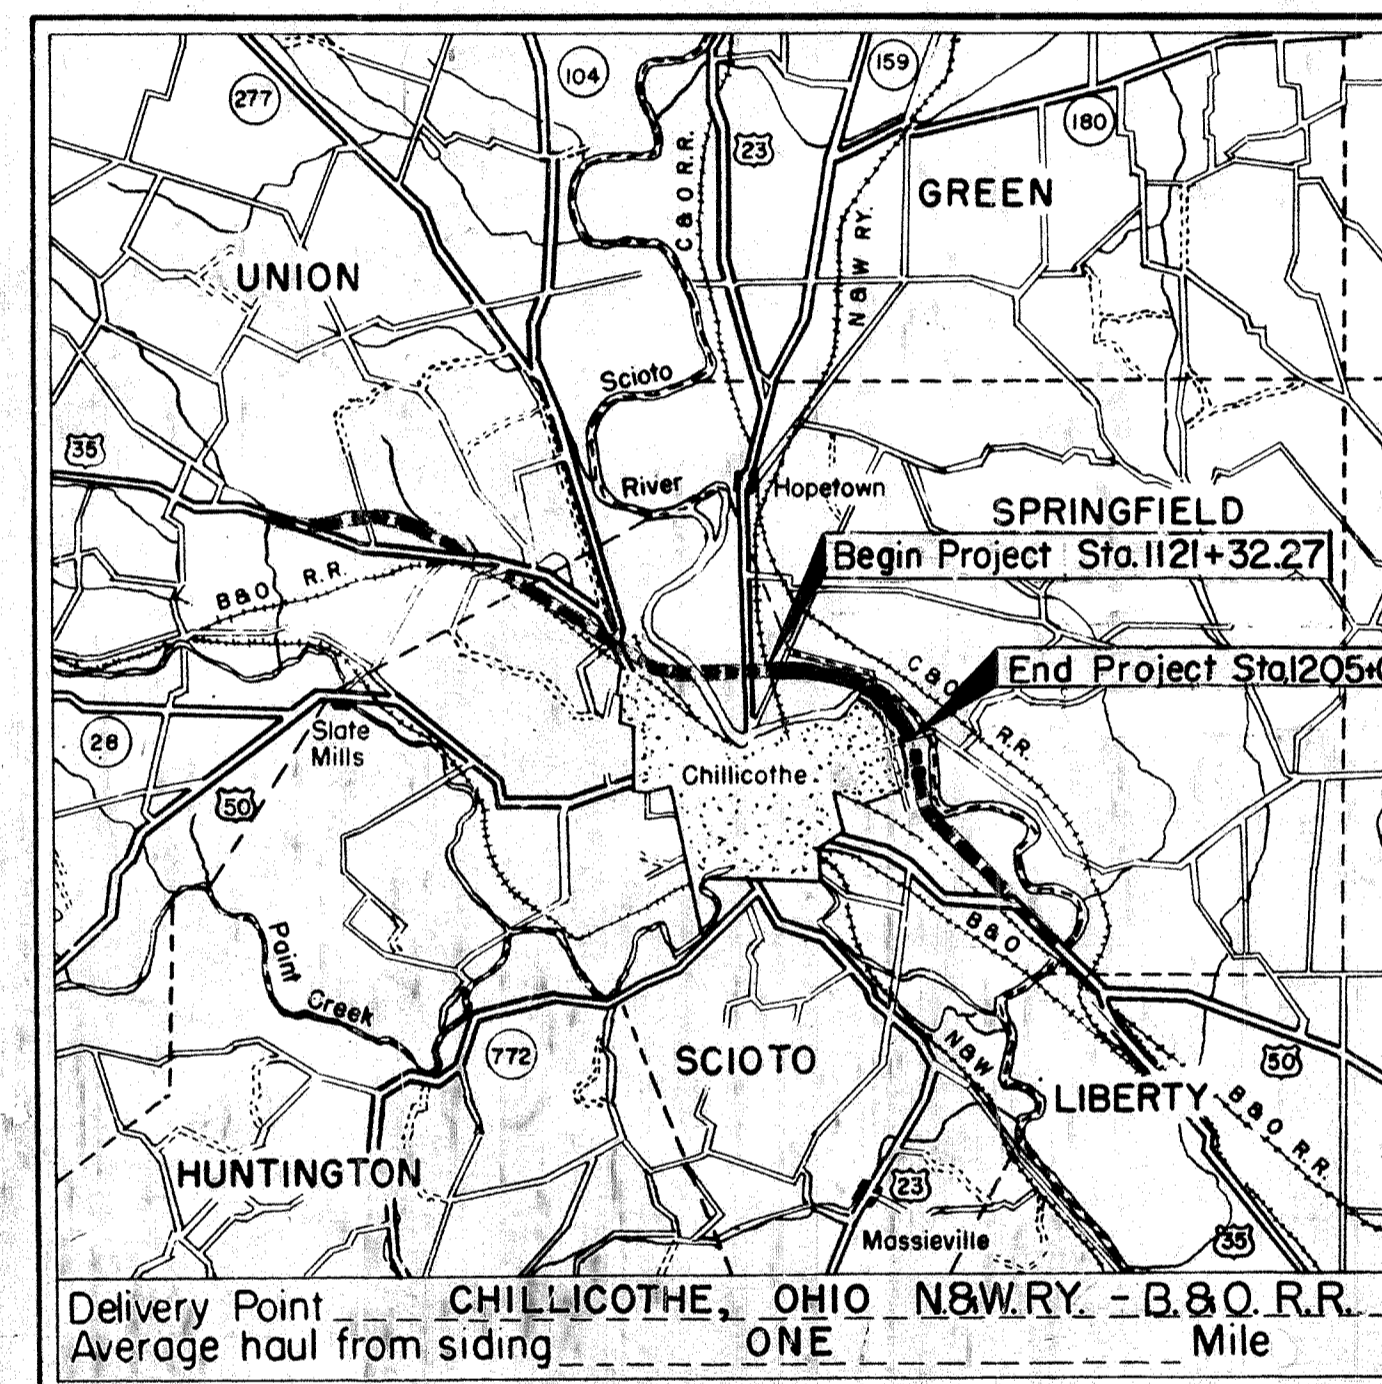 277
104
159
180
23
C & O R.R.
N & W RY.
GREEN
UNION
Scioto
35
River
Hopetown
SPRINGFIELD
Begin Project Sta. 1121+32.27
B & O R.R.
C & O R.R.
End Project Sta. 1205+
28
Slate
Mills
50
Chillicothe
Paint
Creek
B & O
772
SCIOTO
N & W
50
LIBERTY
B & O R.R.
HUNTINGTON
23
Massieville
35
Delivery Point CHILLICOTHE, OHIO N.&W. RY. - B.&O. R.R.
Average haul from siding ONE Mile